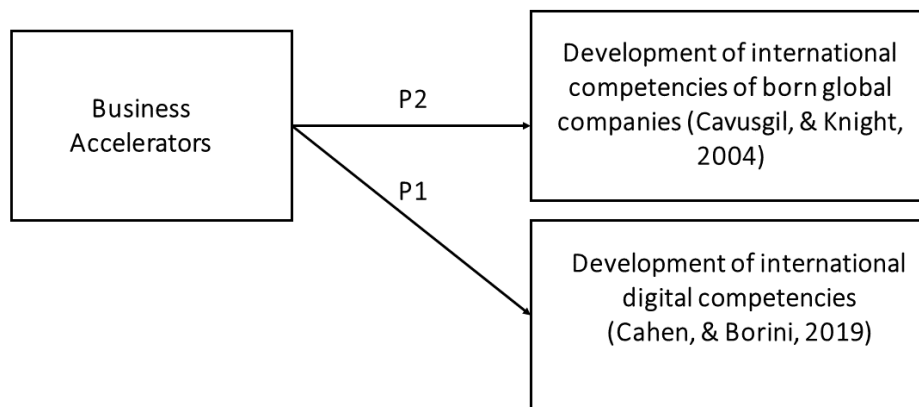 Business
Accelerators
P2
Development of international
competencies of born global
companies (Cavusgil, & Knight,
2004)
P1
Development of international
digital competencies
(Cahen, & Borini, 2019)